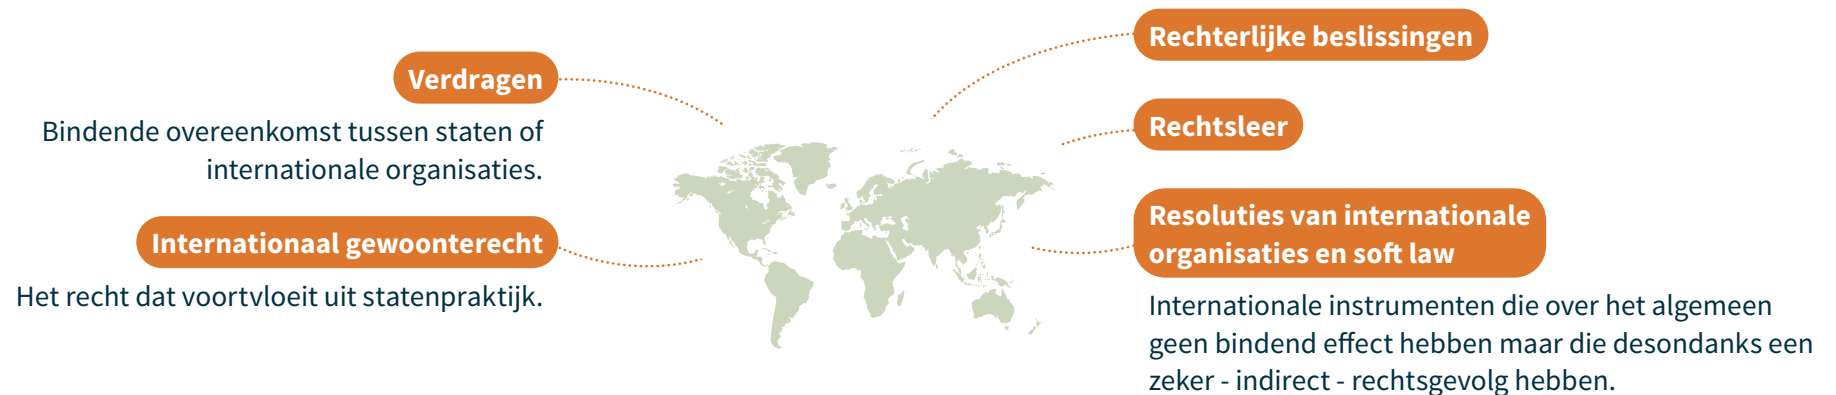 Verdragen
Bindende overeenkomst tussen staten of
internationale organisaties.
Internationaal gewoonterecht
Het recht dat voortvloeit uit statenpraktijk.
Rechterlijke beslissingen
Rechtsleer
Resoluties van internationale
organisaties en soft law
Internationale instrumenten die over het algemeen
geen bindend effect hebben maar die desondanks een
zeker - indirect - rechtsgevolg hebben.